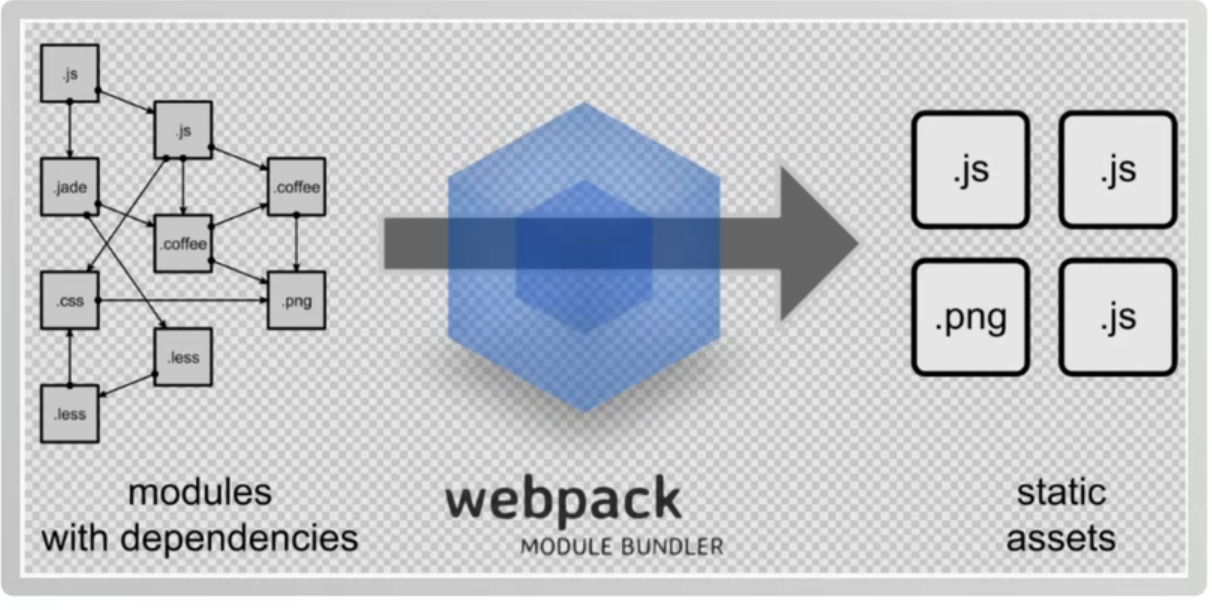 .js
.js
.jade
.coffee
.coffee
.css
.png
.less
.less
modules
with dependencies
webpack
MODULE BUNDLER
.js
.js
.png
.js
static
assets